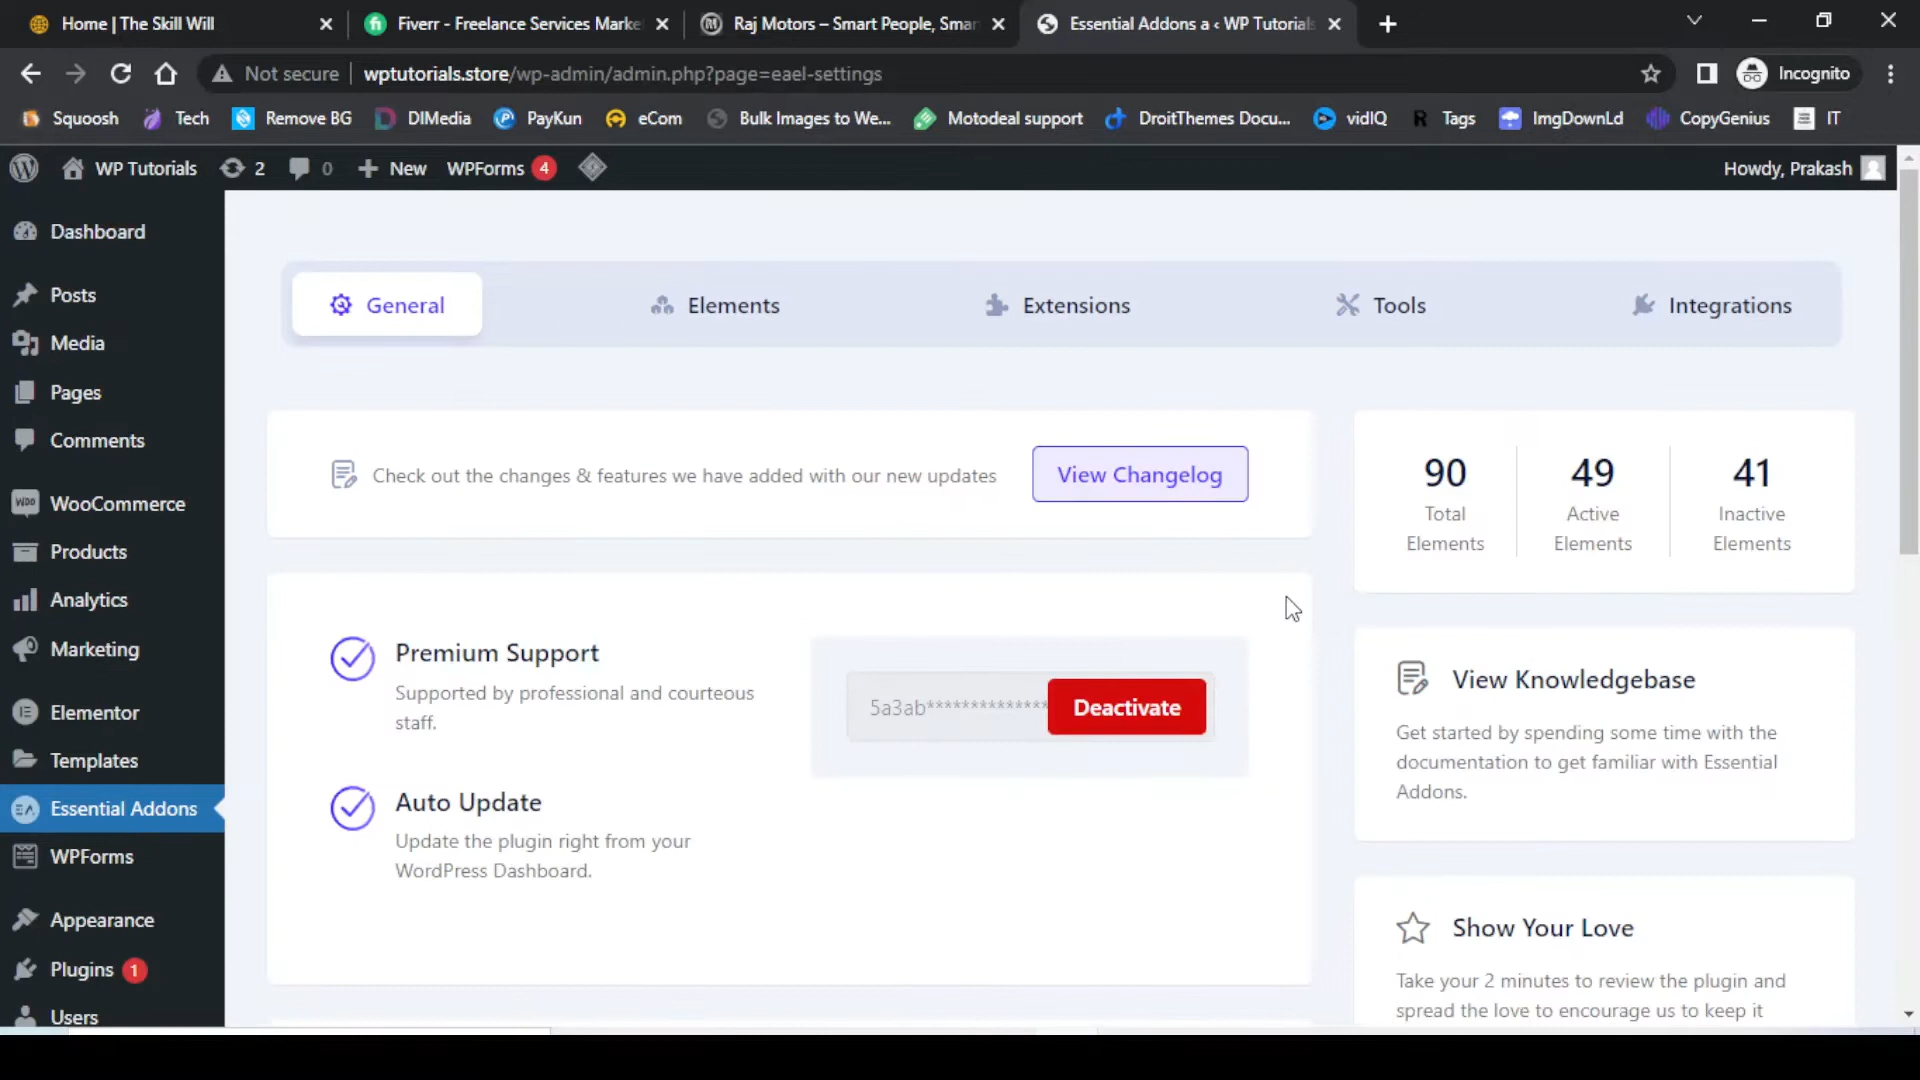 Home | The Skill Will
Fiverr - Freelance Services Marke
Raj Motors – Smart People, Smar
Essential Addons a ‹ WP Tutorials
Not secure
wptutorials.store/wp-admin/admin.php?page=eael-settings
Incognito
Squoosh
Tech
Remove BG
DIMedia
PayKun
eCom
Bulk Images to We...
Motodeal support
DroitThemes Docu...
vidIQ
Tags
ImgDownLd
CopyGenius
IT
WP Tutorials
2
0
New
WPForms 4
Howdy, Prakash
Dashboard
Posts
Media
Pages
Comments
WooCommerce
Products
Analytics
Marketing
Elementor
Templates
Essential Addons
WPForms
Appearance
Plugins 1
Users
General
Elements
Extensions
Tools
Integrations
Check out the changes & features we have added with our new updates
View Changelog
90
Total
Elements
49
Active
Elements
41
Inactive
Elements
Premium Support
Supported by professional and courteous
staff.
5a3ab**************
Deactivate
Auto Update
Update the plugin right from your
WordPress Dashboard.
View Knowledgebase
Get started by spending some time with the
documentation to get familiar with Essential
Addons.
Show Your Love
Take your 2 minutes to review the plugin and
spread the love to encourage us to keep it